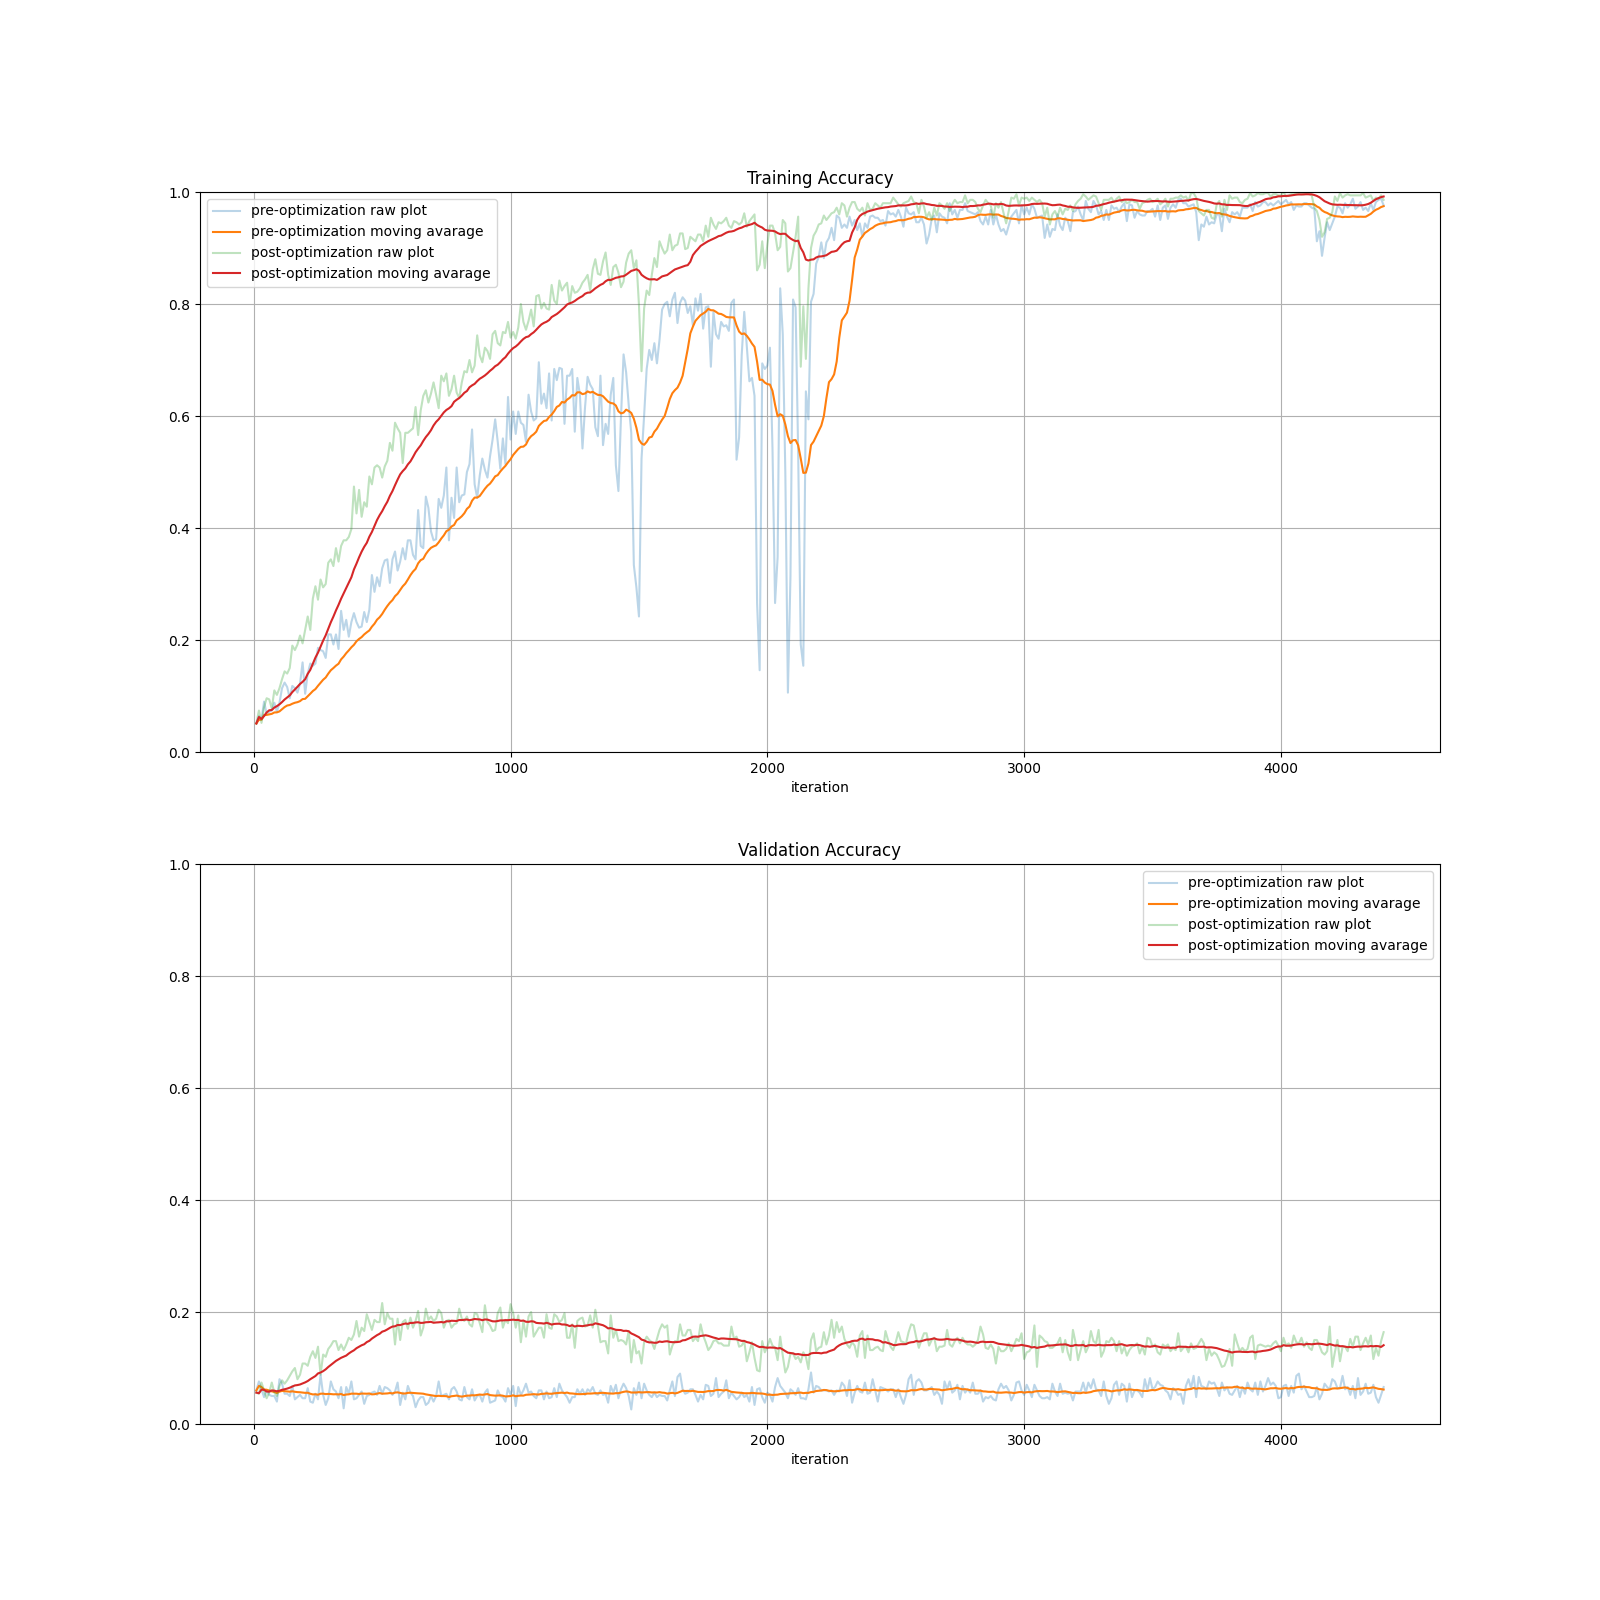 Training Accuracy
1.0
0.8
0.6
0.4
0.2
0.0
pre-optimization raw plot
pre-optimization moving avarage
post-optimization raw plot
post-optimization moving avarage
0 1000 2000 3000 4000
iteration
Validation Accuracy
1.0
0.8
0.6
0.4
0.2
0.0
pre-optimization raw plot
pre-optimization moving avarage
post-optimization raw plot
post-optimization moving avarage
0 1000 2000 3000 4000
iteration